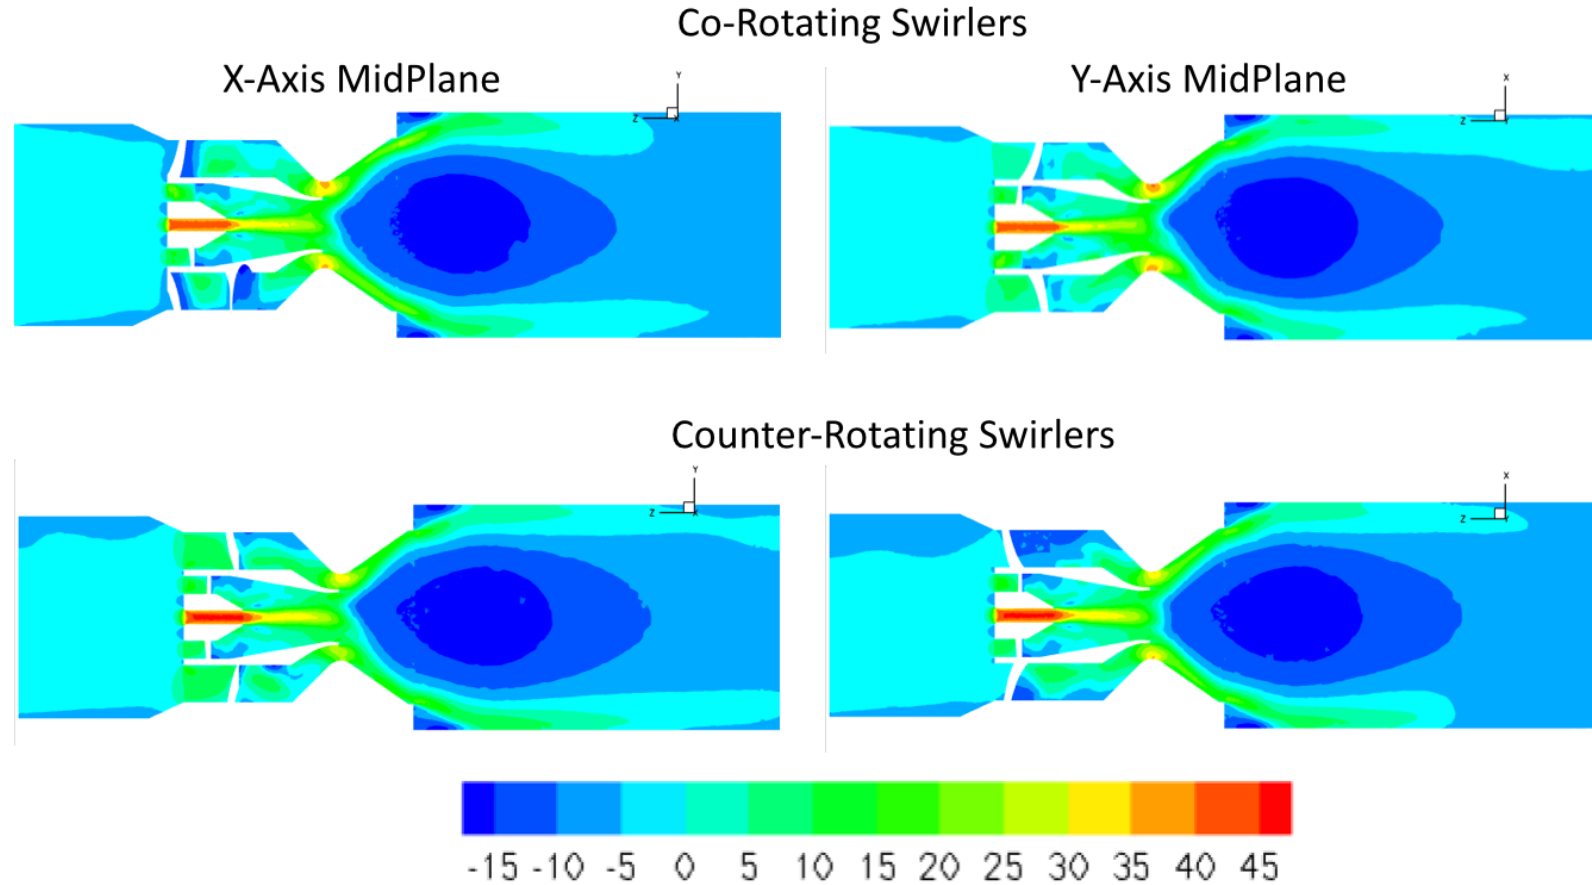 Co-Rotating Swirlers
X-Axis MidPlane
Y-Axis MidPlane
Y
Z
X
X
Z
Y
Counter-Rotating Swirlers
Y
Z
X
X
Z
Y
-15 -10 -5 0 5 10 15 20 25 30 35 40 45